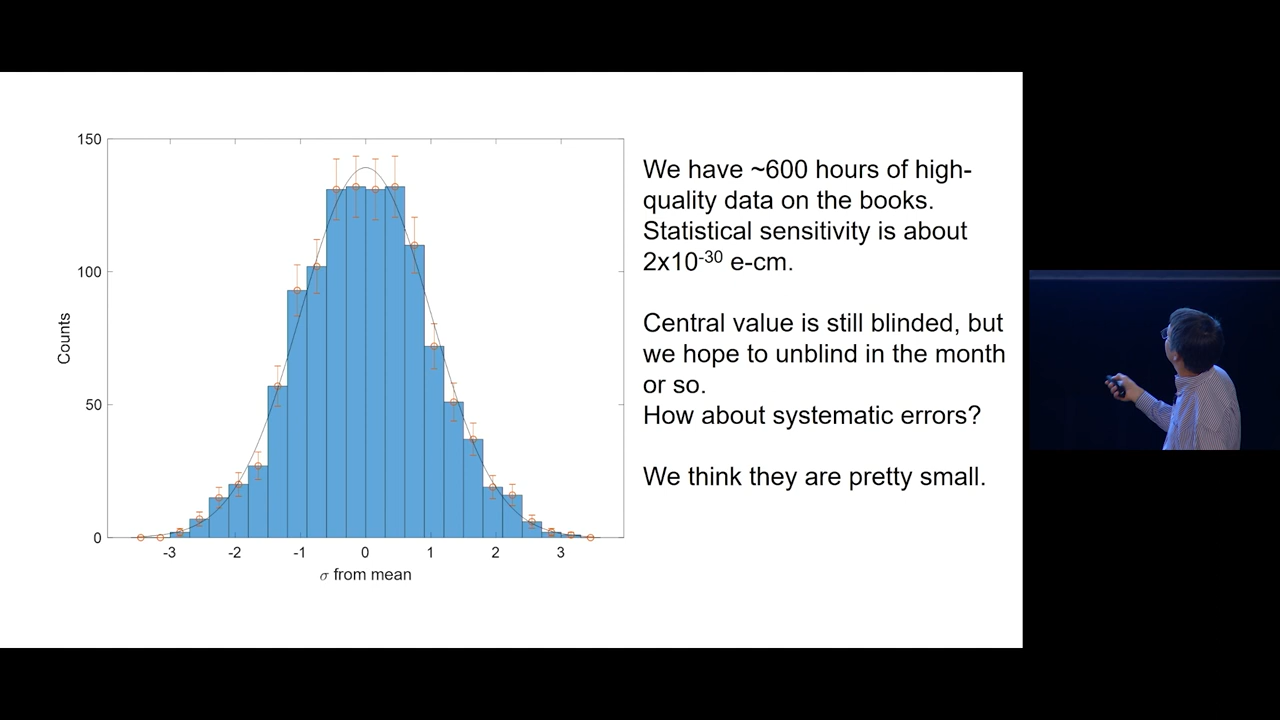 150
100
50
0
Counts
-3 -2 -1 0 1 2 3
σ from mean
We have ~600 hours of high-
quality data on the books.
Statistical sensitivity is about
2x10⁻³⁰ e-cm.
Central value is still blinded, but
we hope to unblind in the month
or so.
How about systematic errors?
We think they are pretty small.